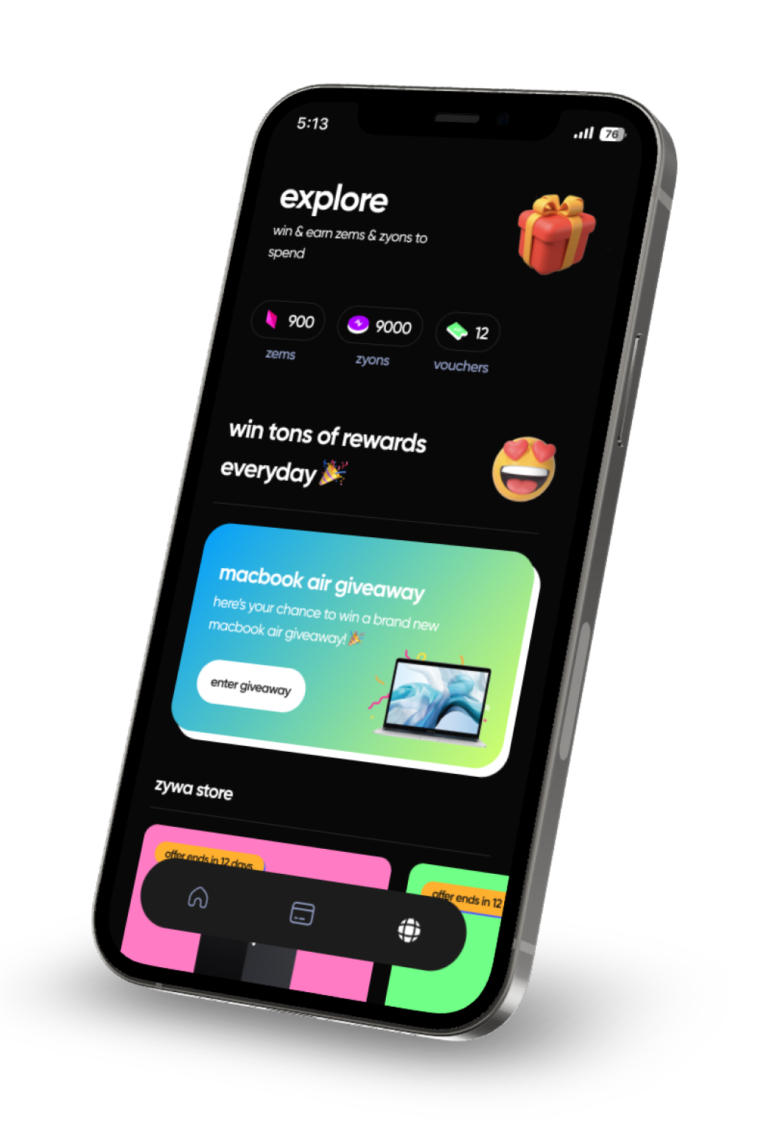 5:13
76
explore
win & earn zems & zyons to
spend
900
9000
12
zems
zyons
vouchers
win tons of rewards
everyday 🎉
macbook air giveaway
here's your chance to win a brand new
macbook air giveaway! 🎉
enter giveaway
zywa store
offer ends in 12 days
offer ends in 12